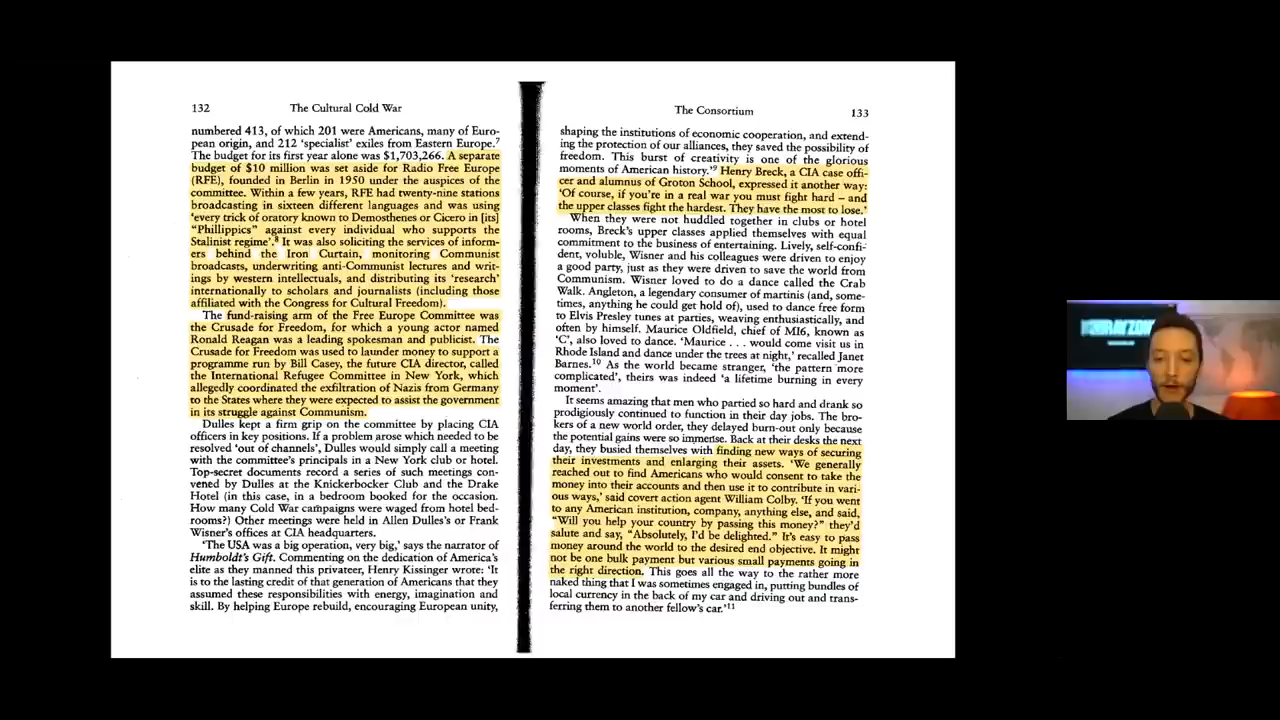 132
The Cultural Cold War
numbered 413, of which 201 were Americans, many of Euro-
pean origin, and 212 'specialist' exiles from Eastern Europe.7
The budget for its first year alone was $1,703,266. A separate
budget of $10 million was set aside for Radio Free Europe
(RFE), founded in Berlin in 1950 under the auspices of the
committee. Within a few years, RFE had twenty-nine stations
broadcasting in sixteen different languages and was using
'every trick of oratory known to Demosthenes or Cicero in [its]
"Phillippics" against every individual who supports the
Stalinist regime'.8 It was also soliciting the services of inform-
ers behind the Iron Curtain, monitoring Communist
broadcasts, underwriting anti-Communist lectures and writ-
ings by western intellectuals, and distributing its 'research'
internationally to scholars and journalists (including those
affiliated with the Congress for Cultural Freedom).
The fund-raising arm of the Free Europe Committee was
the Crusade for Freedom, for which a young actor named
Ronald Reagan was a leading spokesman and publicist. The
Crusade for Freedom was used to launder money to support a
programme run by Bill Casey, the future CIA director, called
the International Refugee Committee in New York, which
allegedly coordinated the exfiltration of Nazis from Germany
to the States where they were expected to assist the government
in its struggle against Communism.
Dulles kept a firm grip on the committee by placing CIA
officers in key positions. If a problem arose which needed to be
resolved 'out of channels', Dulles would simply call a meeting
with the committee's principals in a New York club or hotel.
Top-secret documents record a series of such meetings con-
vened by Dulles at the Knickerbocker Club and the Drake
Hotel (in this case, in a bedroom booked for the occasion.
How many Cold War campaigns were waged from hotel bed-
rooms?) Other meetings were held in Allen Dulles's or Frank
Wisner's offices at CIA headquarters.
'The USA was a big operation, very big,' says the narrator of
Humboldt's Gift. Commenting on the dedication of America's
elite as they manned this privateer, Henry Kissinger wrote: 'It
is to the lasting credit of that generation of Americans that they
assumed these responsibilities with energy, imagination and
skill. By helping Europe rebuild, encouraging European unity,
The Consortium
133
shaping the institutions of economic cooperation, and extend-
ing the protection of our alliances, they saved the possibility of
freedom. This burst of creativity is one of the glorious
moments of American history.'9 Henry Breck, a CIA case offi-
cer and alumnus of Groton School, expressed it another way:
'Of course, if you're in a real war you must fight hard – and
the upper classes fight the hardest. They have the most to lose.'
When they were not huddled together in clubs or hotel
rooms, Breck's upper classes applied themselves with equal
commitment to the business of entertaining. Lively, self-confi-
dent, voluble, Wisner and his colleagues were driven to enjoy
a good party, just as they were driven to save the world from
Communism. Wisner loved to do a dance called the Crab
Walk. Angleton, a legendary consumer of martinis (and, some-
times, anything he could get hold of), used to dance free form
to Elvis Presley tunes at parties, weaving enthusiastically, and
often by himself. Maurice Oldfield, chief of MI6, known as
'C', also loved to dance. 'Maurice . . . would come visit us in
Rhode Island and dance under the trees at night,' recalled Janet
Barnes.10 As the world became stranger, 'the pattern more
complicated', theirs was indeed 'a lifetime burning in every
moment'.
It seems amazing that men who partied so hard and drank so
prodigiously continued to function in their day jobs. The bro-
kers of a new world order, they delayed burn-out only because
the potential gains were so immense. Back at their desks the next
day, they busied themselves with finding new ways of securing
their investments and enlarging their assets. 'We generally
reached out to find Americans who would consent to take the
money into their accounts and then use it to contribute in vari-
ous ways,' said covert action agent William Colby. 'If you went
to any American institution, company, anything else, and said,
"Will you help your country by passing this money?" they'd
salute and say, "Absolutely, I'd be delighted." It's easy to pass
money around the world to the desired end objective. It might
not be one bulk payment but various small payments going in
the right direction. This goes all the way to the rather more
naked thing that I was sometimes engaged in, putting bundles of
local currency in the back of my car and driving out and trans-
ferring them to another fellow's car.'11